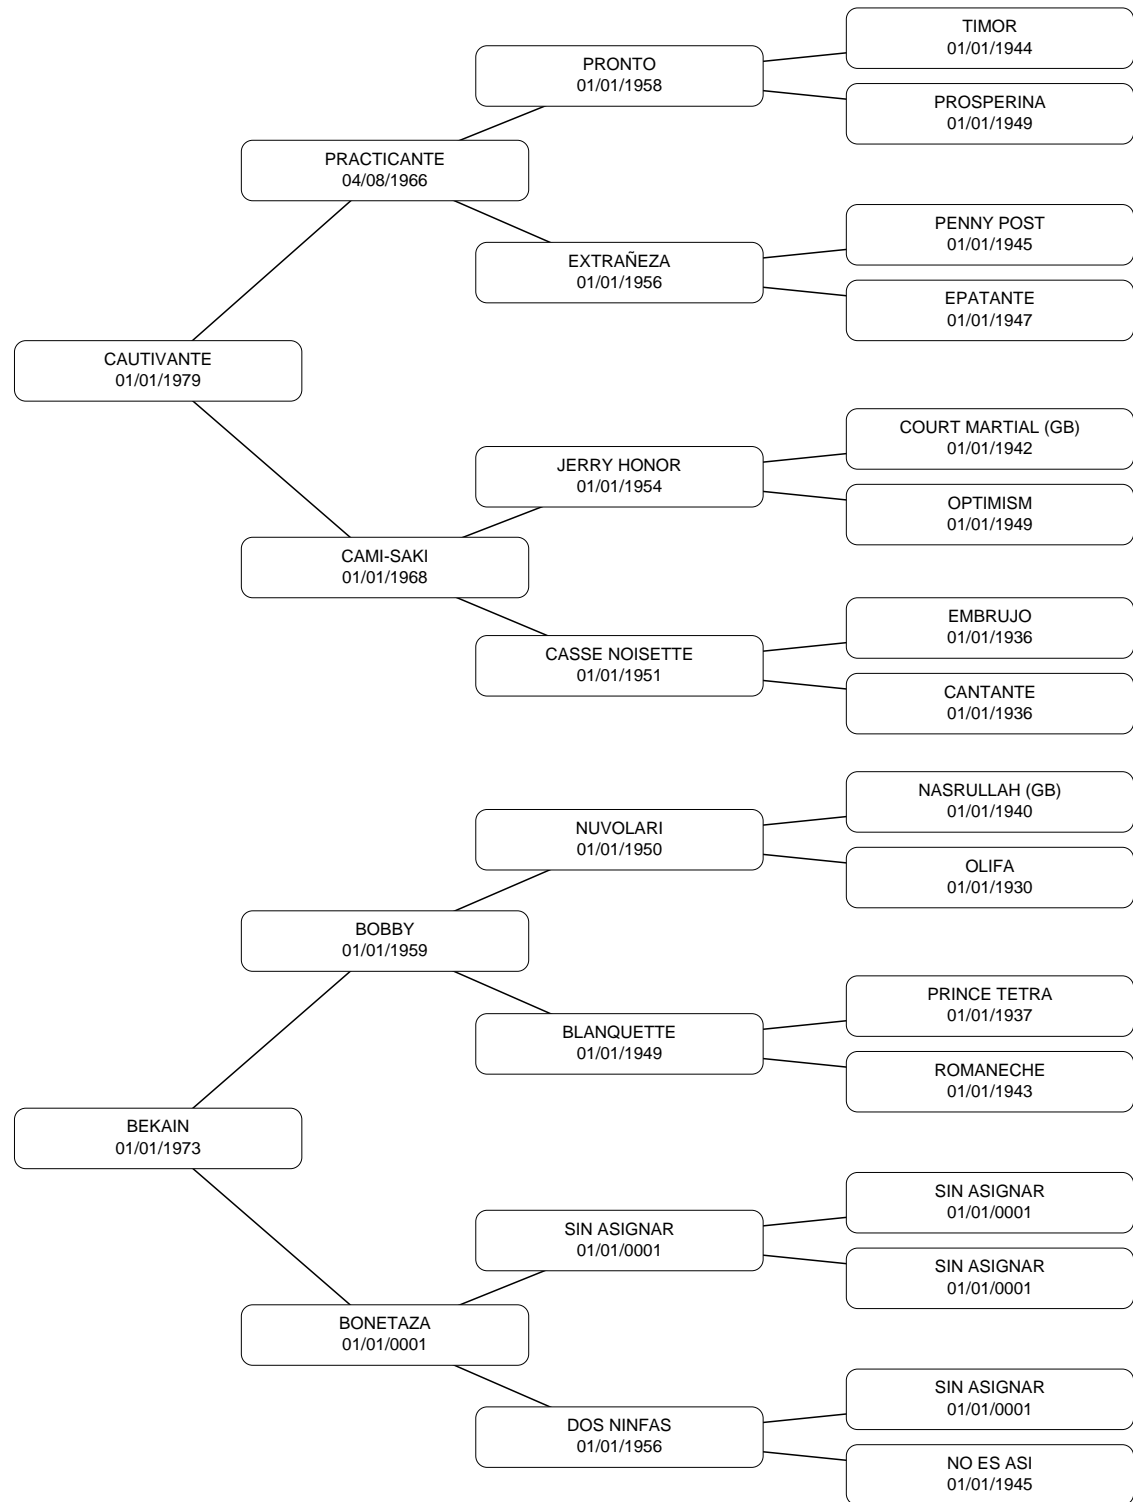 TIMOR
01/01/1944
PRONTO
01/01/1958
PROSPERINA
01/01/1949
PRACTICANTE
04/08/1966
PENNY POST
01/01/1945
EXTRAÑEZA
01/01/1956
EPATANTE
01/01/1947
CAUTIVANTE
01/01/1979
COURT MARTIAL (GB)
01/01/1942
JERRY HONOR
01/01/1954
OPTIMISM
01/01/1949
CAMI-SAKI
01/01/1968
EMBRUJO
01/01/1936
CASSE NOISETTE
01/01/1951
CANTANTE
01/01/1936
NASRULLAH (GB)
01/01/1940
NUVOLARI
01/01/1950
OLIFA
01/01/1930
BOBBY
01/01/1959
PRINCE TETRA
01/01/1937
BLANQUETTE
01/01/1949
ROMANECHE
01/01/1943
BEKAIN
01/01/1973
SIN ASIGNAR
01/01/0001
SIN ASIGNAR
01/01/0001
SIN ASIGNAR
01/01/0001
BONETAZA
01/01/0001
SIN ASIGNAR
01/01/0001
DOS NINFAS
01/01/1956
NO ES ASI
01/01/1945